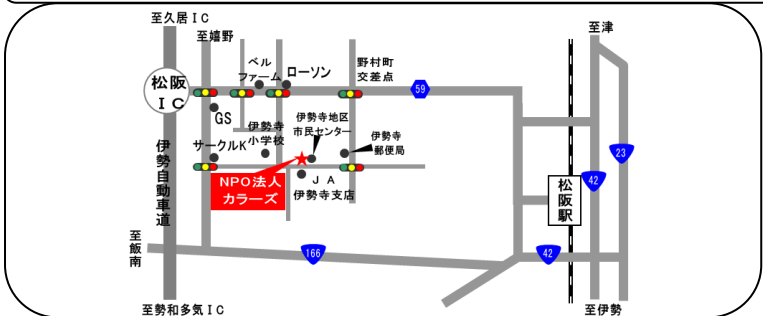 至久居IC
至嬉野
至津
ベル
ファーム
ローソン
野村町
交差点
松阪
IC
59
GS
伊勢寺
小学校
伊勢寺地区
市民センター
伊勢寺
郵便局
サークルK
伊勢自動車道
NPO法人
カラーズ
JA
伊勢寺支店
23
42
松阪駅
至飯南
166
42
至勢和多気IC
至伊勢